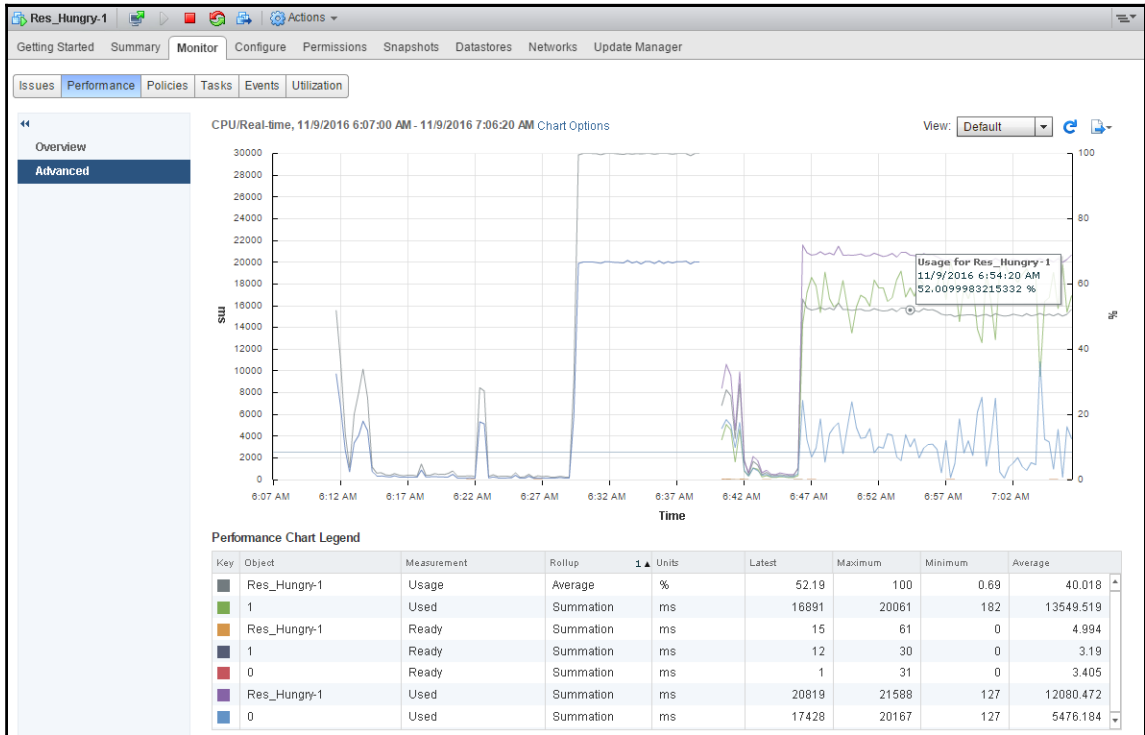 Res_Hungry-1 Actions
Getting Started Summary Monitor Configure Permissions Snapshots Datastores Networks Update Manager
Issues Performance Policies Tasks Events Utilization
Overview
Advanced
CPU/Real-time, 11/9/2016 6:07:00 AM - 11/9/2016 7:06:20 AM Chart Options View: Default
30000 100
28000
26000
24000 80
22000
20000
18000 60
16000
14000
12000 40
10000
8000
6000 20
4000
2000
0 0
ms
%
Usage for Res_Hungry-1
11/9/2016 6:54:20 AM
52.0099983215332 %
6:07 AM 6:12 AM 6:17 AM 6:22 AM 6:27 AM 6:32 AM 6:37 AM 6:42 AM 6:47 AM 6:52 AM 6:57 AM 7:02 AM
Time
Performance Chart Legend
Key Object Measurement Rollup 1 ▲ Units Latest Maximum Minimum Average
Res_Hungry-1 Usage Average % 52.19 100 0.69 40.018
1 Used Summation ms 16891 20061 182 13549.519
Res_Hungry-1 Ready Summation ms 15 61 0 4.994
1 Ready Summation ms 12 30 0 3.19
0 Ready Summation ms 1 31 0 3.405
Res_Hungry-1 Used Summation ms 20819 21588 127 12080.472
0 Used Summation ms 17428 20167 127 5476.184